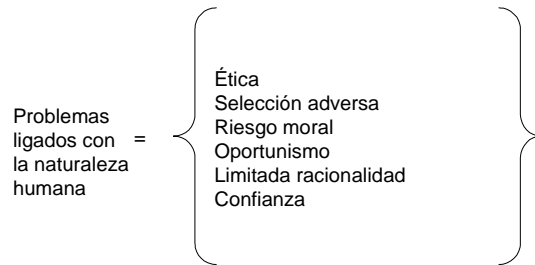 Problemas
ligados con
la naturaleza
humana
=
Ética
Selección adversa
Riesgo moral
Oportunismo
Limitada racionalidad
Confianza